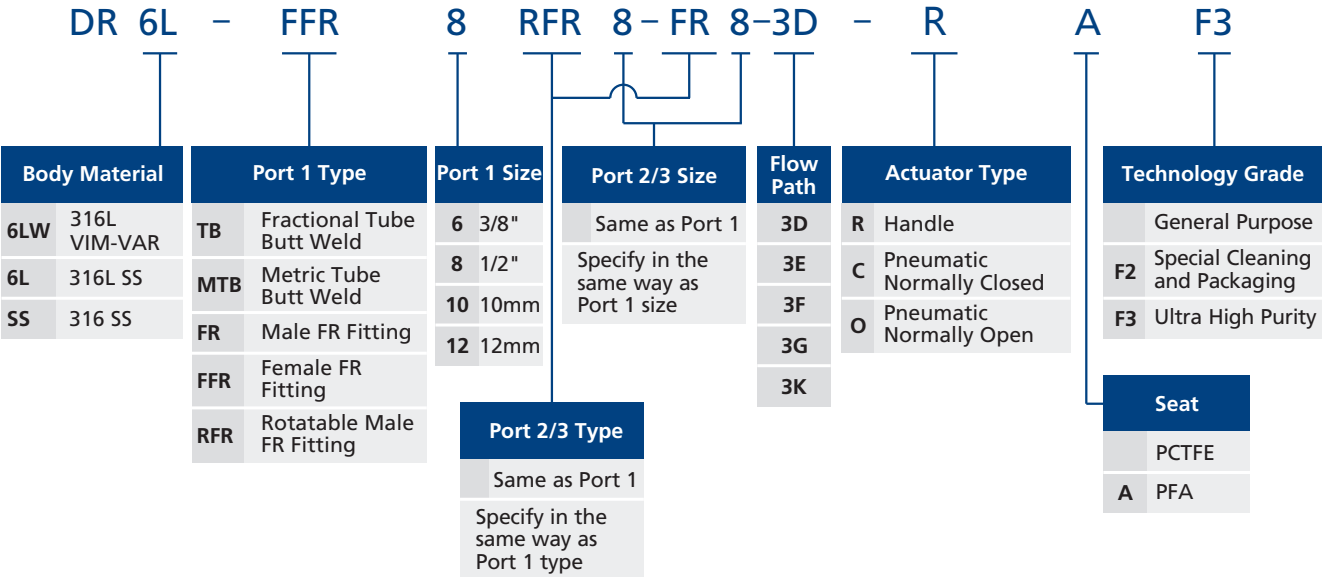 DR 6L - FFR 8 RFR 8 - FR 8-3D - R A F3
Body Material
6LW 316L
VIM-VAR
6L 316L SS
SS 316 SS
Port 1 Type
TB Fractional Tube
Butt Weld
MTB Metric Tube
Butt Weld
FR Male FR Fitting
FFR Female FR
Fitting
RFR Rotatable Male
FR Fitting
Port 1 Size
6 3/8"
8 1/2"
10 10mm
12 12mm
Port 2/3 Size
Same as Port 1
Specify in the
same way as
Port 1 size
Flow
Path
3D
3E
3F
3G
3K
Actuator Type
R Handle
C Pneumatic
Normally Closed
O Pneumatic
Normally Open
Technology Grade
General Purpose
F2 Special Cleaning
and Packaging
F3 Ultra High Purity
Port 2/3 Type
Same as Port 1
Specify in the
same way as
Port 1 type
Seat
PCTFE
A PFA